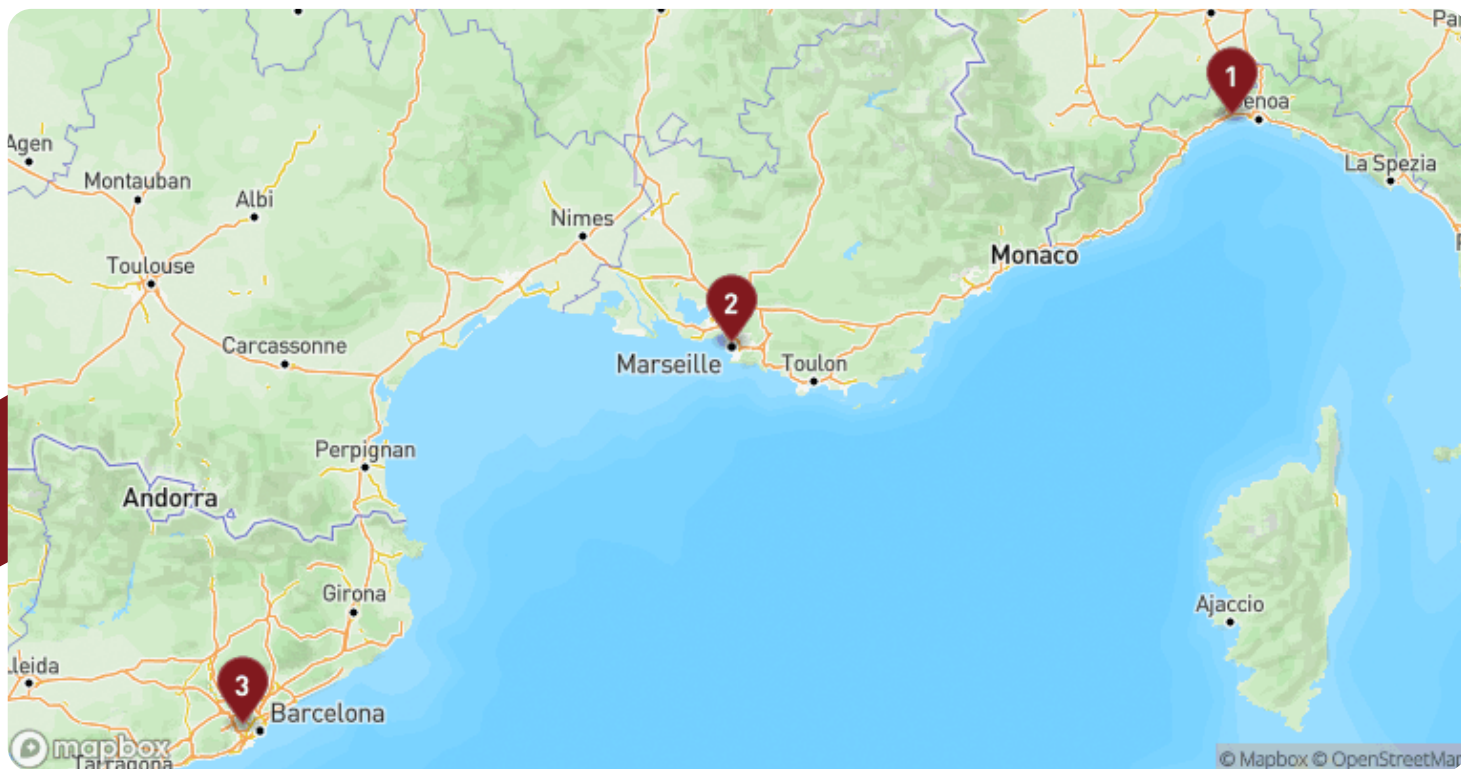 Par
1
enoa
Agen
La Spezia
Montauban
Albi
Nimes
Monaco
Toulouse
2
Carcassonne
Marseille
Toulon
Perpignan
Andorra
Girona
Ajaccio
Lleida
3
Barcelona
mapbox
Tarragona
© Mapbox © OpenStreetMap